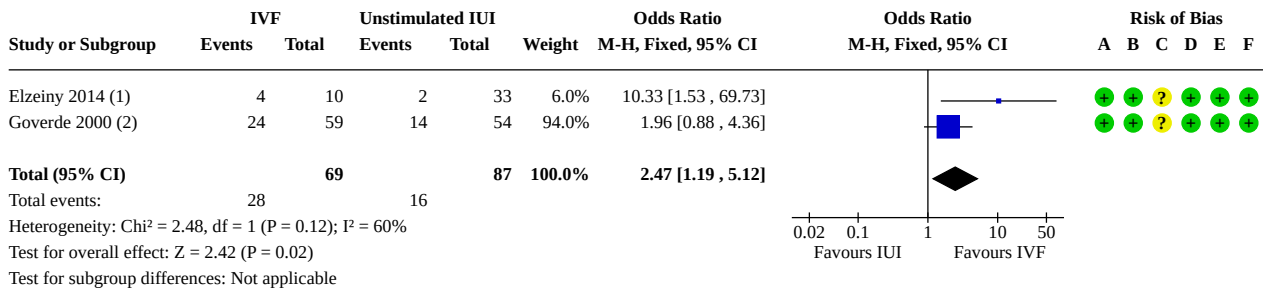 IVF Unstimulated IUI Odds Ratio Odds Ratio Risk of Bias
Study or Subgroup Events Total Events Total Weight M-H, Fixed, 95% CI M-H, Fixed, 95% CI A B C D E F
Elzeiny 2014 (1) 4 10 2 33 6.0% 10.33 [1.53 , 69.73] + + ? + + +
Goverde 2000 (2) 24 59 14 54 94.0% 1.96 [0.88 , 4.36] + + ? + + +
Total (95% CI) 69 87 100.0% 2.47 [1.19 , 5.12]
Total events: 28 16
Heterogeneity: Chi² = 2.48, df = 1 (P = 0.12); I² = 60%
0.02 0.1 1 10 50
Test for overall effect: Z = 2.42 (P = 0.02)
Favours IUI Favours IVF
Test for subgroup differences: Not applicable